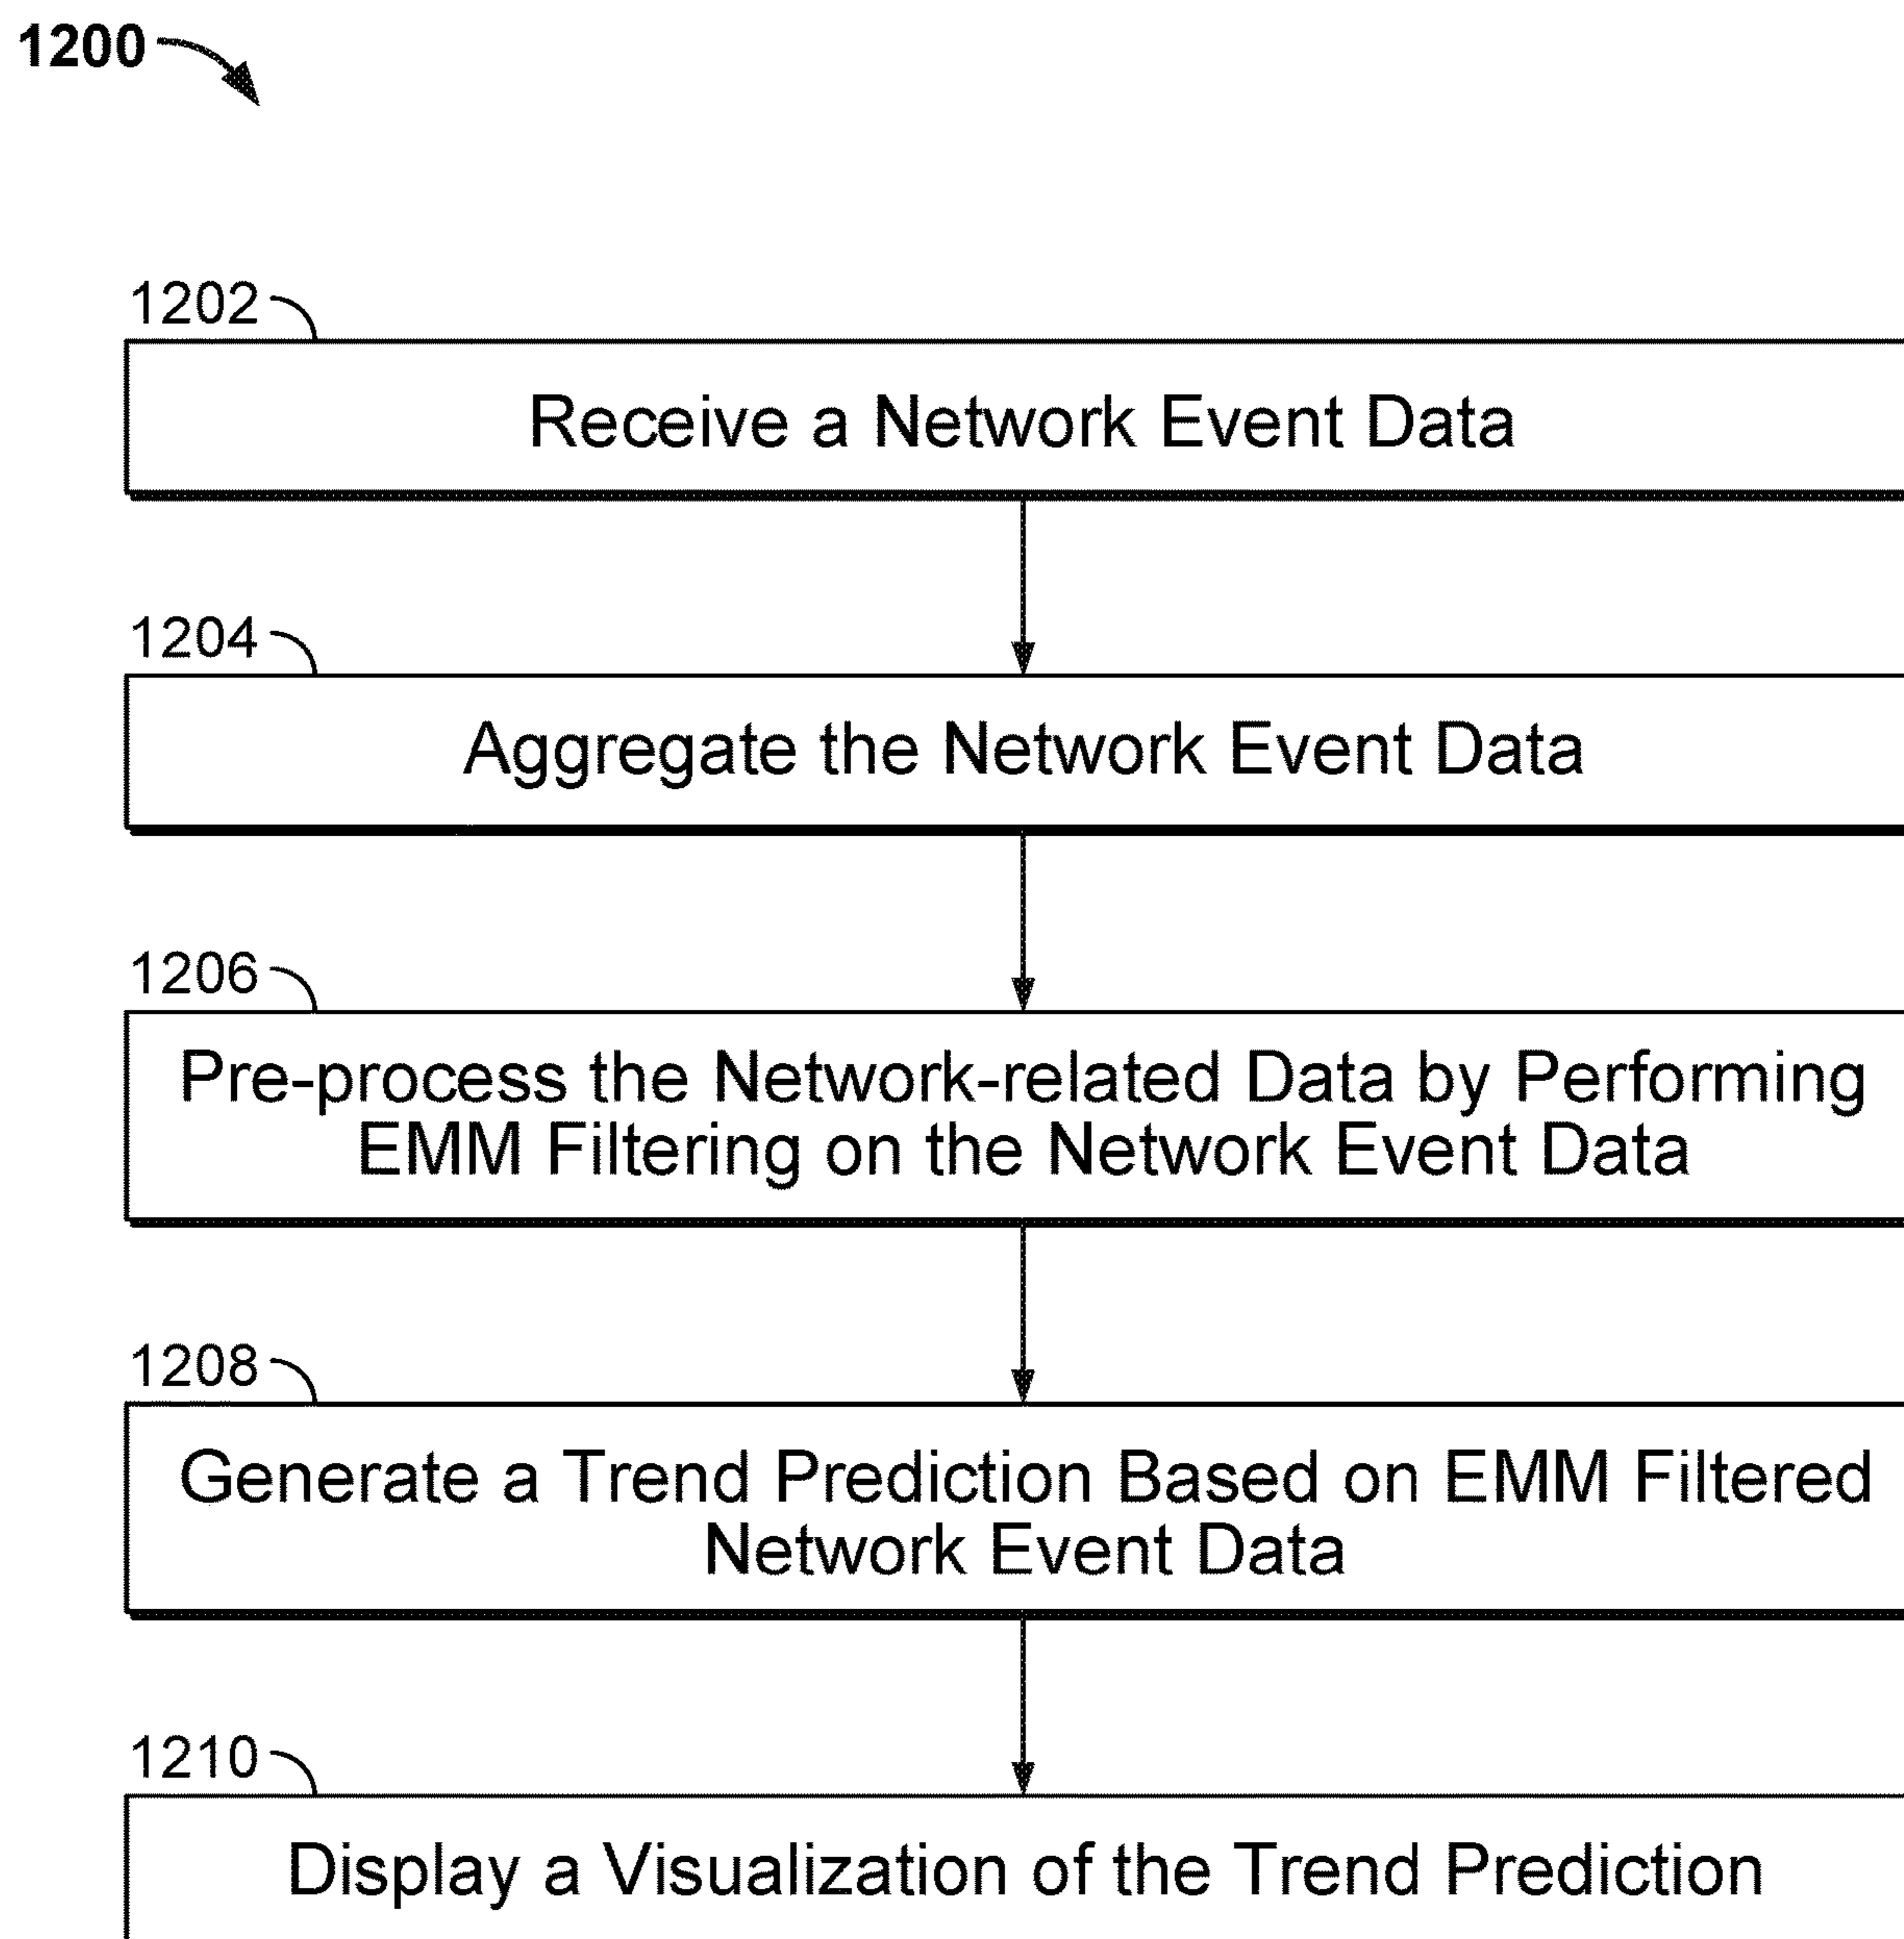 1200
1202
Receive a Network Event Data
1204
Aggregate the Network Event Data
1206
Pre-process the Network-related Data by Performing
EMM Filtering on the Network Event Data
1208
Generate a Trend Prediction Based on EMM Filtered
Network Event Data
1210
Display a Visualization of the Trend Prediction